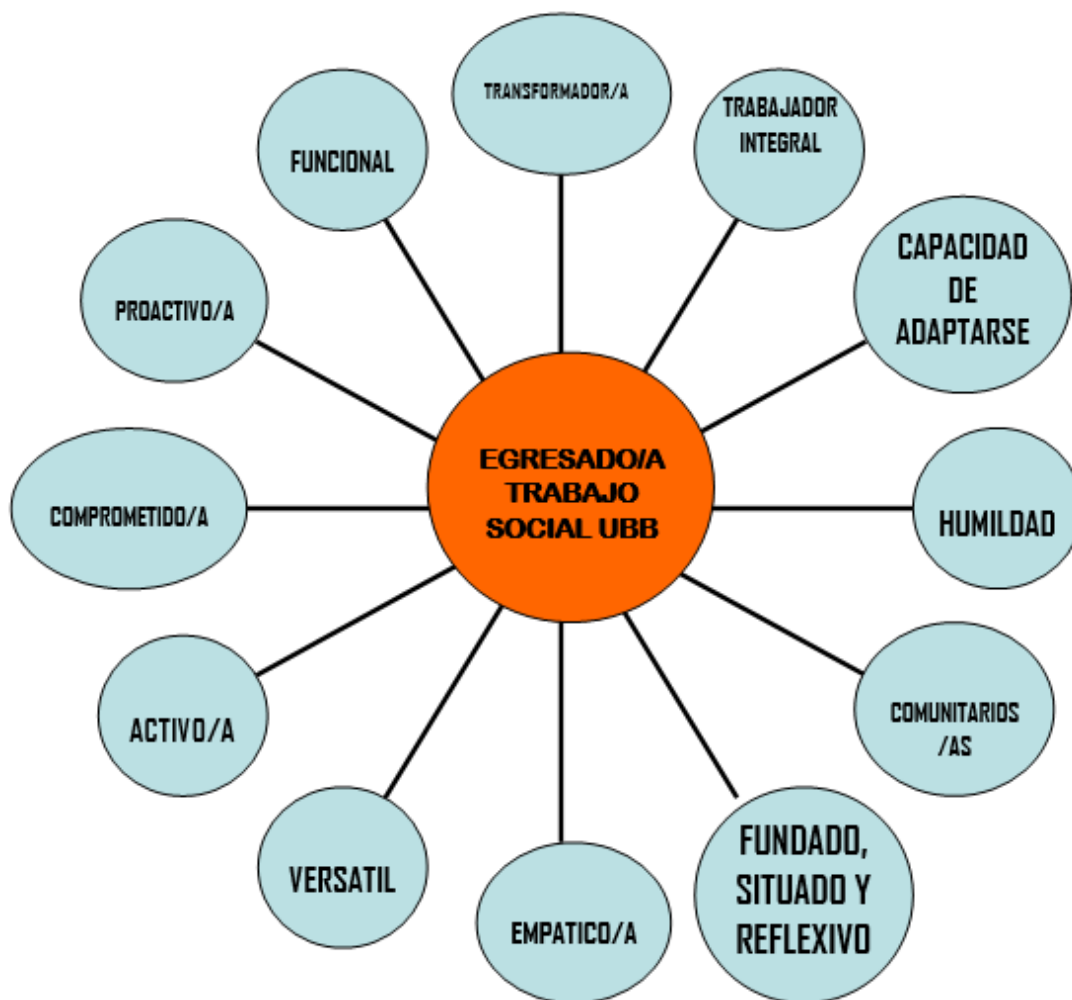 TRANSFORMADOR/A
TRABAJADOR
INTEGRAL
FUNCIONAL
CAPACIDAD
DE
ADAPTARSE
PROACTIVO/A
EGRESADO/A
TRABAJO
SOCIAL UBB
COMPROMETIDO/A
HUMILDAD
ACTIVO/A
COMUNITARIOS
/AS
FUNDADO,
SITUADO Y
REFLEXIVO
VERSATIL
EMPATICO/A